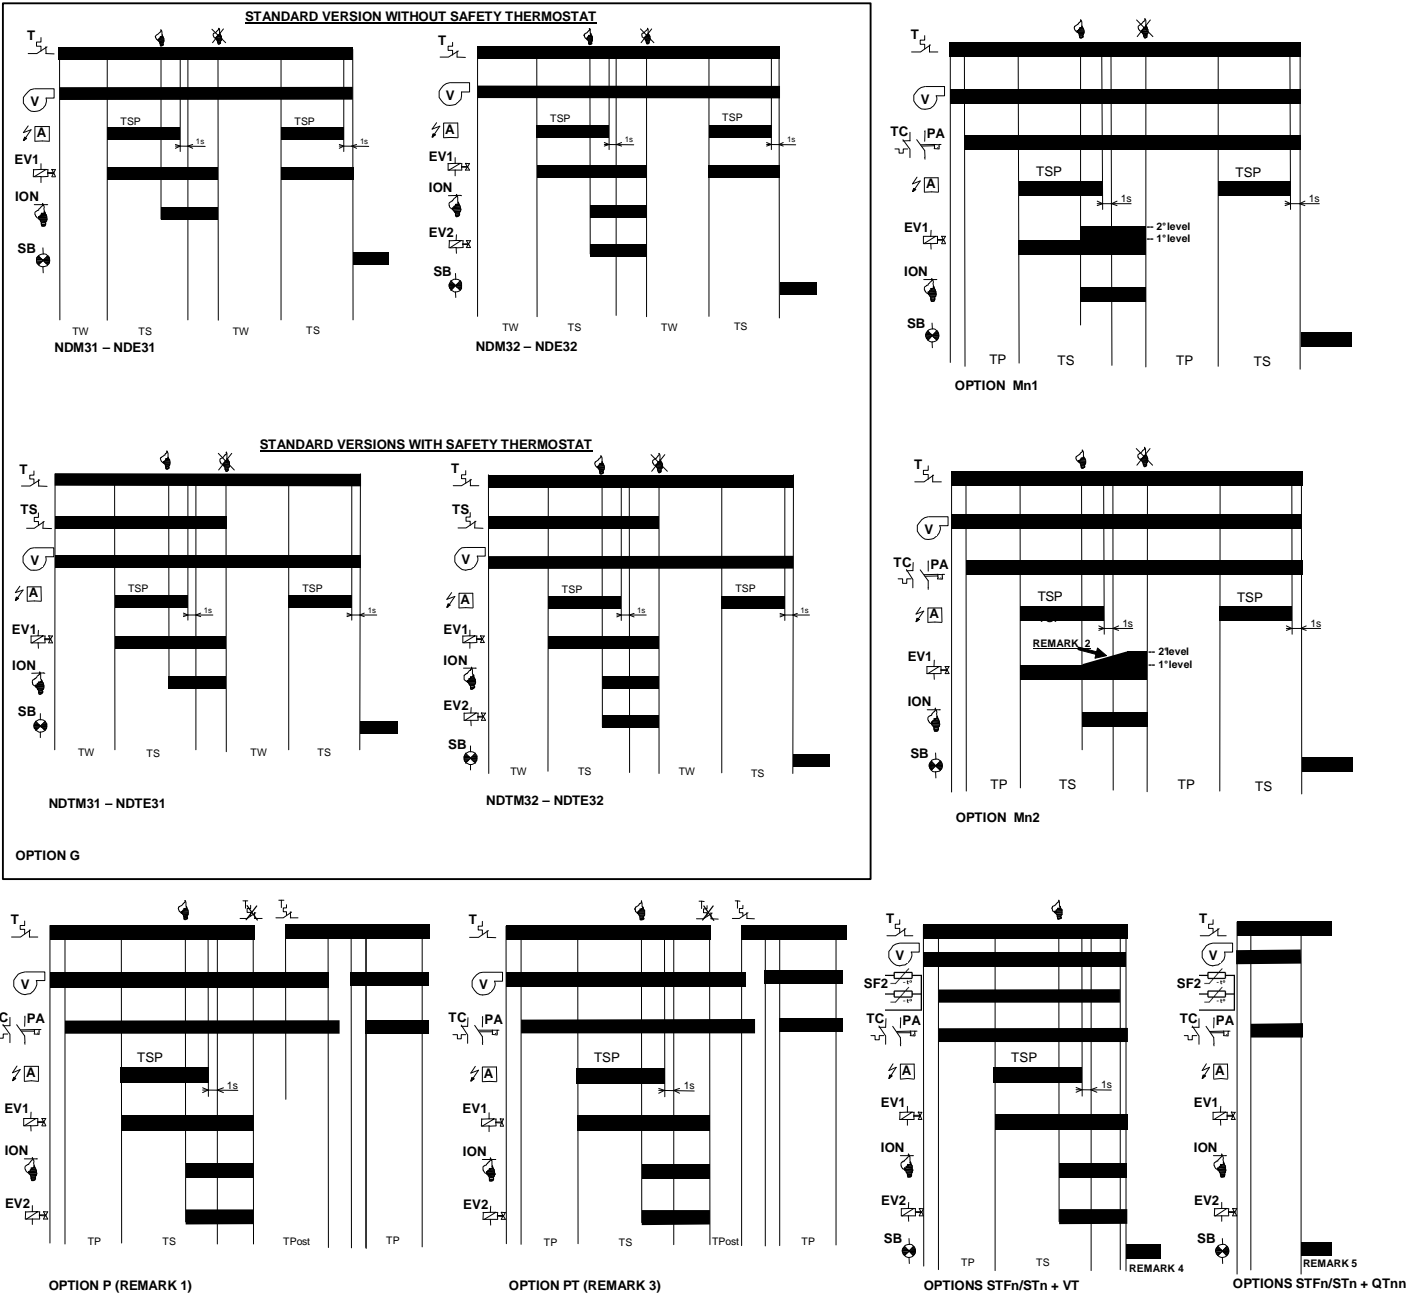 STANDARD VERSION WITHOUT SAFETY THERMOSTAT
T
V
A
TSP
TSP
1s
1s
EV1
ION
SB
TW
TS
TW
TS
NDM31 – NDE31
T
V
A
TSP
TSP
1s
1s
EV1
ION
EV2
SB
TW
TS
TW
TS
NDM32 – NDE32
STANDARD VERSIONS WITH SAFETY THERMOSTAT
T
TS
V
A
TSP
TSP
1s
1s
EV1
ION
SB
TW
TS
TW
TS
NDTM31 – NDTE31
T
TS
V
A
TSP
TSP
1s
1s
EV1
ION
EV2
SB
TW
TS
TW
TS
NDTM32 – NDTE32
OPTION G
T
V
TC PA
A
TSP
TSP
1s
1s
EV1
2° level
1° level
ION
SB
TP
TS
TP
TS
OPTION Mn1
T
V
TC PA
A
TSP
TSP
1s
1s
REMARK 2
EV1
2°level
1° level
ION
SB
TP
TS
TP
TS
OPTION Mn2
T
T
T
V
C PA
A
TSP
1s
EV1
ION
EV2
TP
TS
TPost
TP
OPTION P (REMARK 1)
T
T
T
V
TC PA
A
TSP
1s
EV1
ION
EV2
TP
TS
TPost
TP
OPTION PT (REMARK 3)
T
V
SF2
TC PA
A
TSP
1s
EV1
ION
EV2
SB
TP
TS
REMARK 4
OPTIONS STFn/STn + VT
T
V
SF2
TC PA
A
EV1
ION
EV2
SB
REMARK 5
OPTIONS STFn/STn + QTnn